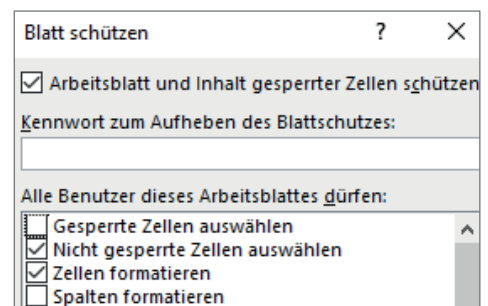 Blatt schützen ? ×
Arbeitsblatt und Inhalt gesperrter Zellen schützen
Kennwort zum Aufheben des Blattschutzes:
Alle Benutzer dieses Arbeitsblattes dürfen:
Gesperrte Zellen auswählen
Nicht gesperrte Zellen auswählen
Zellen formatieren
Spalten formatieren